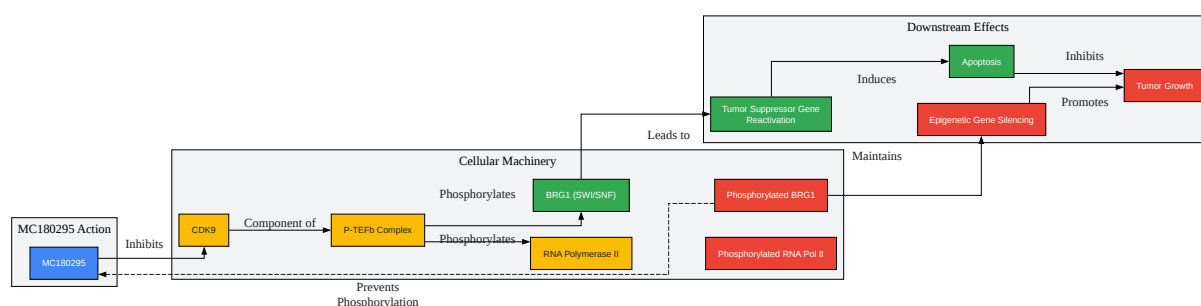 Downstream Effects
Apoptosis
Inhibits
Induces
Tumor Growth
Tumor Suppressor Gene
Reactivation
Epigenetic Gene Silencing
Promotes
Leads to
Cellular Machinery
Maintains
Phosphorylates
BRG1 (SWI/SNF)
Phosphorylated BRG1
MC180295 Action
Inhibits
CDK9
Component of
P-TEFb Complex
Phosphorylates
RNA Polymerase II
Phosphorylated RNA Pol II
MC180295
Prevents
Phosphorylation